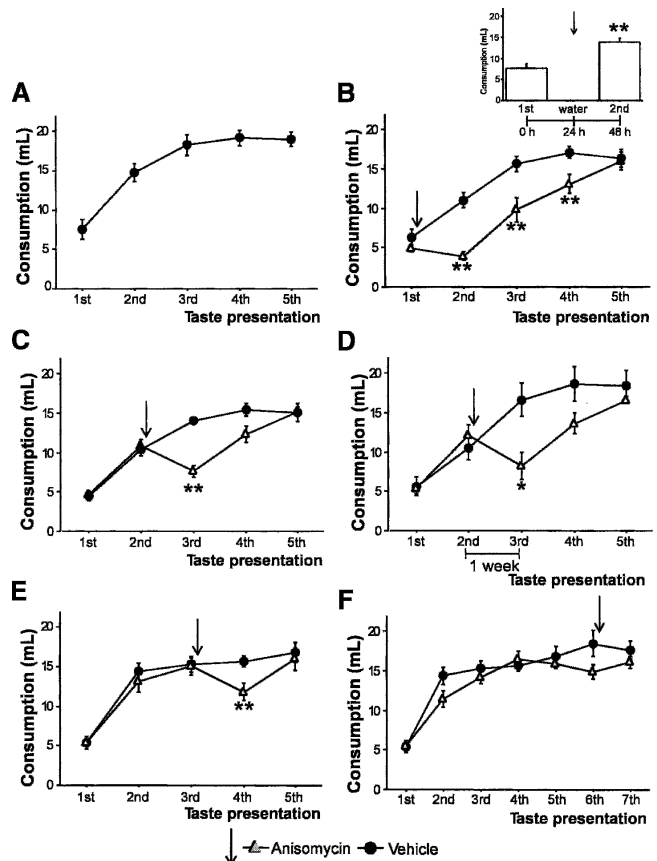 A
Consumption (mL)
20
15
10
5
0
1st 2nd 3rd 4th 5th
Taste presentation
B
Consumption (mL)
20
15
10
5
0
**
1st water 2nd
0 h 24 h 48 h
Consumption (mL)
20
15
10
5
0
** ** **
1st 2nd 3rd 4th 5th
Taste presentation
C
Consumption (mL)
20
15
10
5
0
**
1st 2nd 3rd 4th 5th
Taste presentation
D
Consumption (mL)
20
15
10
5
0
*
1st 2nd 3rd 4th 5th
1 week
Taste presentation
E
Consumption (mL)
20
15
10
5
0
**
1st 2nd 3rd 4th 5th
Taste presentation
F
Consumption (mL)
20
15
10
5
0
1st 2nd 3rd 4th 5th 6th 7th
Taste presentation
Anisomycin Vehicle